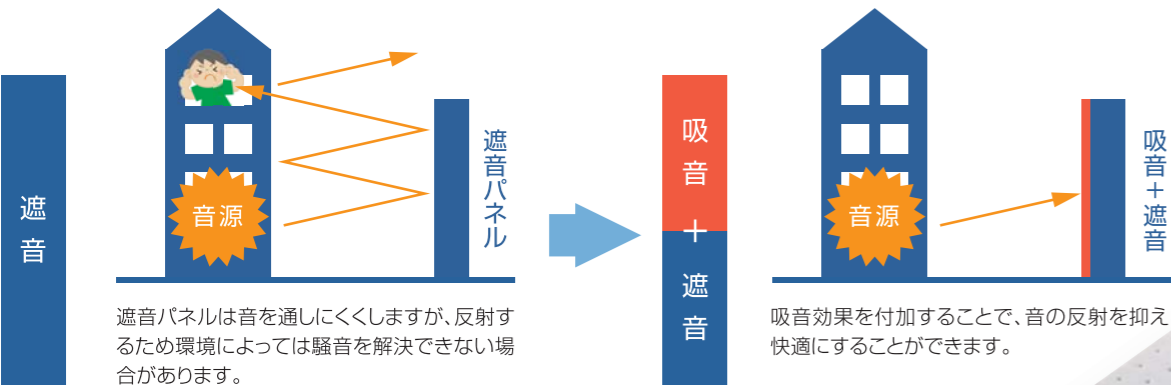 遮音
音源
遮音パネル
遮音パネルは音を通しにくくしますが、反射す
るため環境によっては騒音を解決できない場
合があります。
吸音＋遮音
音源
吸音＋遮音
吸音効果を付加することで、音の反射を抑え
快適にすることができます。